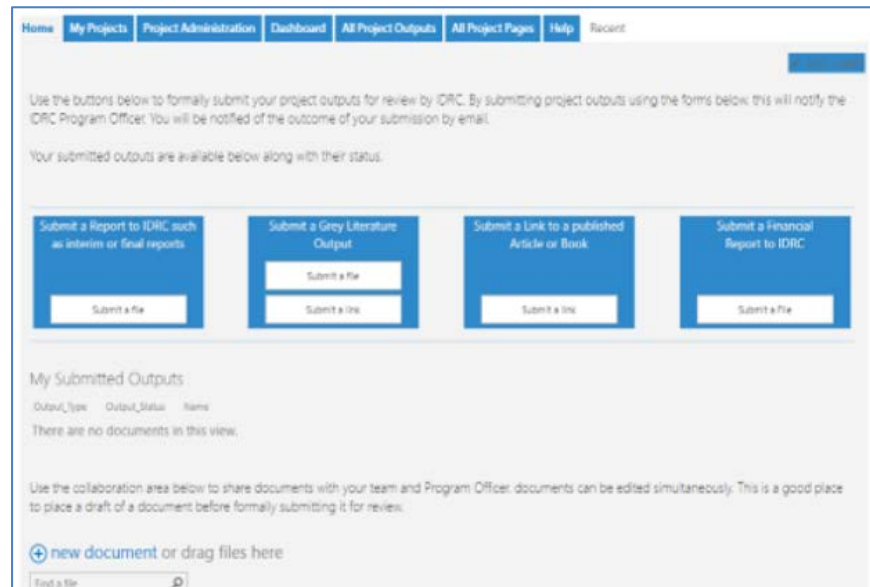 Home My Projects Project Administration Dashboard All Project Outputs All Project Pages Help Recent
Use the buttons below to formally submit your project outputs for review by IDRC. By submitting project outputs using the forms below, this will notify the
IDRC Program Officer. You will be notified of the outcome of your submission by email.
Your submitted outputs are available below along with their status.
Submit a Report to IDRC such
as interim or final reports
Submit a file
Submit a Grey Literature
Output
Submit a file
Submit a link
Submit a Link to a published
Article or Book
Submit a link
Submit a Financial
Report to IDRC
Submit a File
My Submitted Outputs
Output_Type Output_Status Name
There are no documents in this view.
Use the collaboration area below to share documents with your team and Program Officer, documents can be edited simultaneously. This is a good place
to place a draft of a document before formally submitting it for review.
new document or drag files here
Find a file